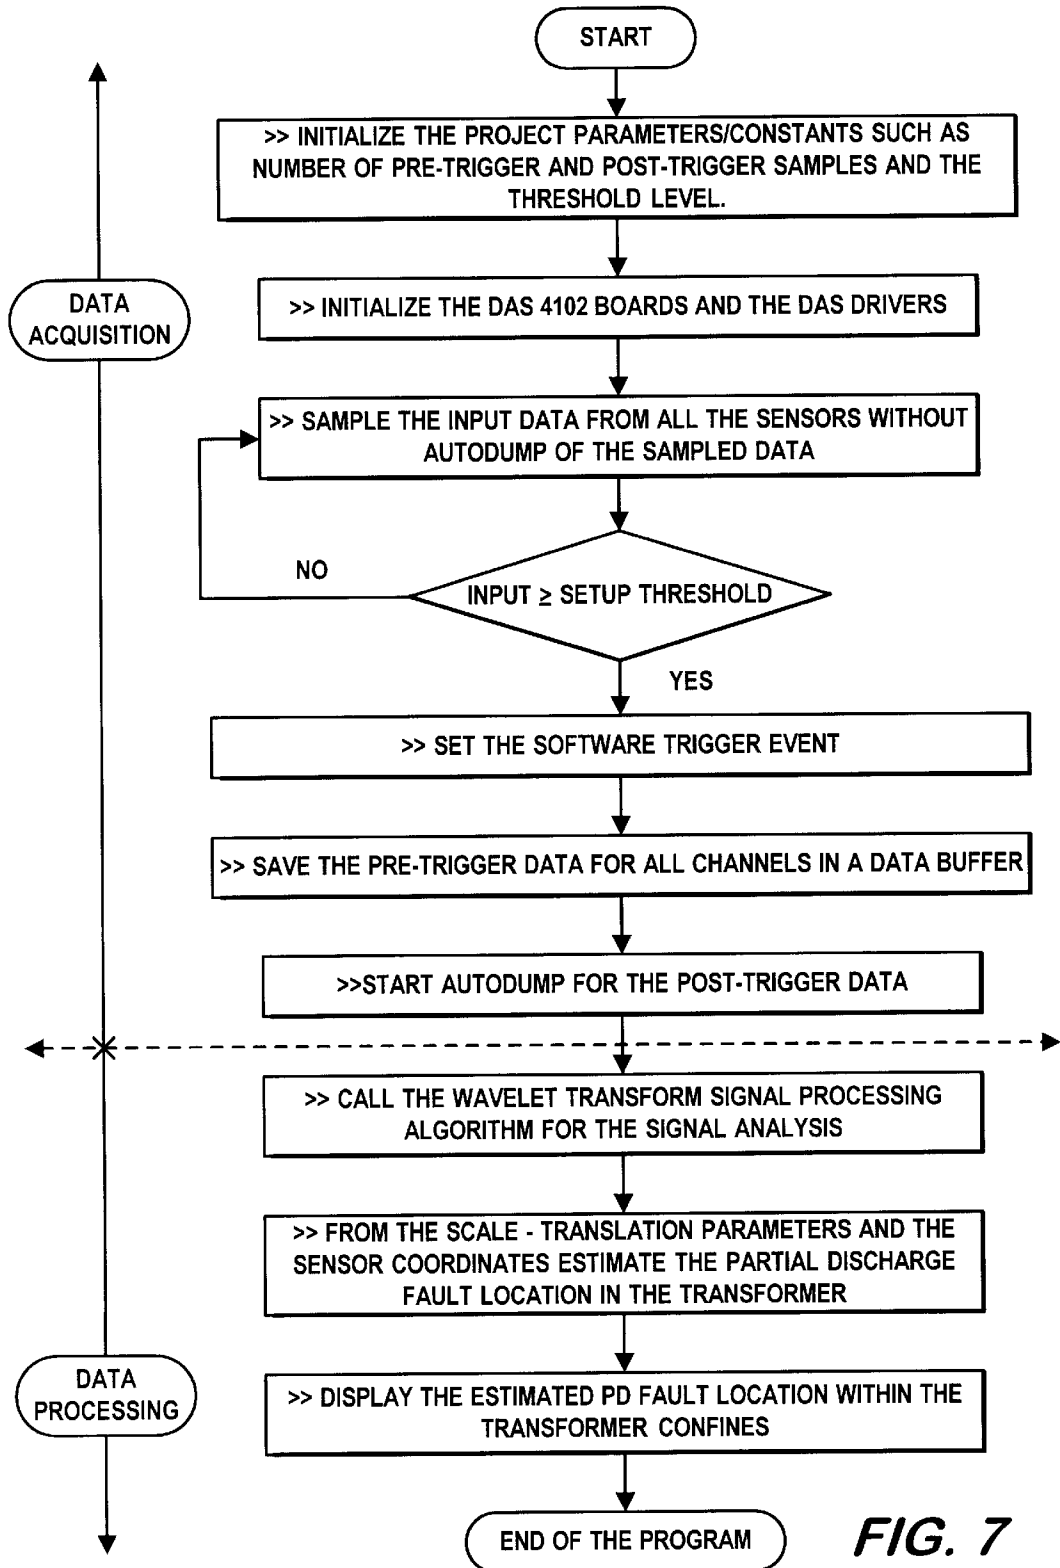 START
>> INITIALIZE THE PROJECT PARAMETERS/CONSTANTS SUCH AS
NUMBER OF PRE-TRIGGER AND POST-TRIGGER SAMPLES AND THE
THRESHOLD LEVEL.
DATA
ACQUISITION
>> INITIALIZE THE DAS 4102 BOARDS AND THE DAS DRIVERS
>> SAMPLE THE INPUT DATA FROM ALL THE SENSORS WITHOUT
AUTODUMP OF THE SAMPLED DATA
NO
INPUT ≥ SETUP THRESHOLD
YES
>> SET THE SOFTWARE TRIGGER EVENT
>> SAVE THE PRE-TRIGGER DATA FOR ALL CHANNELS IN A DATA BUFFER
>>START AUTODUMP FOR THE POST-TRIGGER DATA
>> CALL THE WAVELET TRANSFORM SIGNAL PROCESSING
ALGORITHM FOR THE SIGNAL ANALYSIS
>> FROM THE SCALE - TRANSLATION PARAMETERS AND THE
SENSOR COORDINATES ESTIMATE THE PARTIAL DISCHARGE
FAULT LOCATION IN THE TRANSFORMER
DATA
PROCESSING
>> DISPLAY THE ESTIMATED PD FAULT LOCATION WITHIN THE
TRANSFORMER CONFINES
END OF THE PROGRAM
FIG. 7